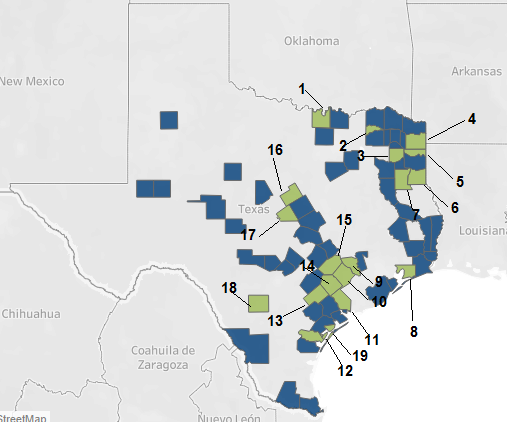 Oklahoma
Arkansas
New Mexico
1
2
3
4
5
6
7
16
17
Texas
15
14
9
10
18
13
11
8
12
19
Louisiana
Chihuahua
Coahuila de
Zaragoza
Nuevo León
StreetMap